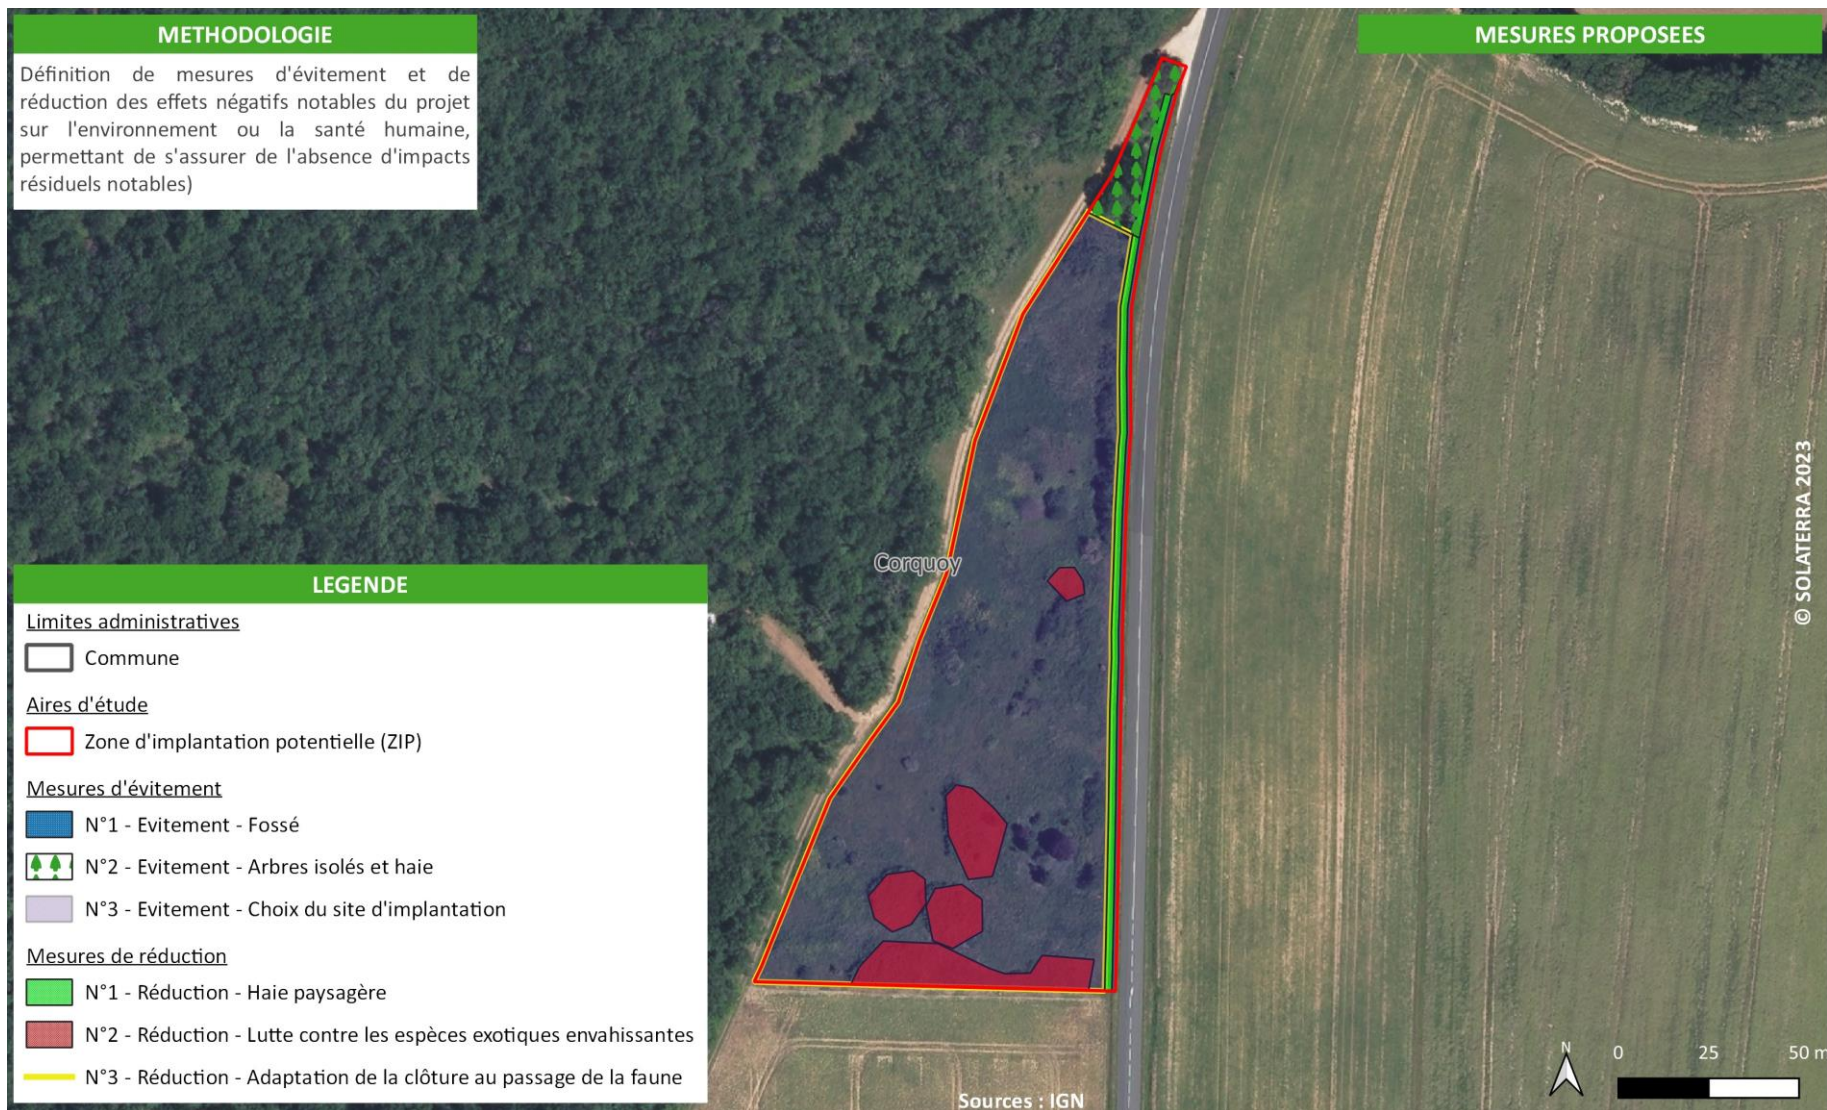 METHODOLOGIE
Définition de mesures d'évitement et de
réduction des effets négatifs notables du projet
sur l'environnement ou la santé humaine,
permettant de s'assurer de l'absence d'impacts
résiduels notables)
MESURES PROPOSEES
Corquoy
LEGENDE
Limites administratives
Commune
Aires d'étude
Zone d'implantation potentielle (ZIP)
Mesures d'évitement
N°1 - Evitement - Fossé
N°2 - Evitement - Arbres isolés et haie
N°3 - Evitement - Choix du site d'implantation
Mesures de réduction
N°1 - Réduction - Haie paysagère
N°2 - Réduction - Lutte contre les espèces exotiques envahissantes
N°3 - Réduction - Adaptation de la clôture au passage de la faune
© SOLATERRA 2023
N
0 25 50 m
Sources : IGN